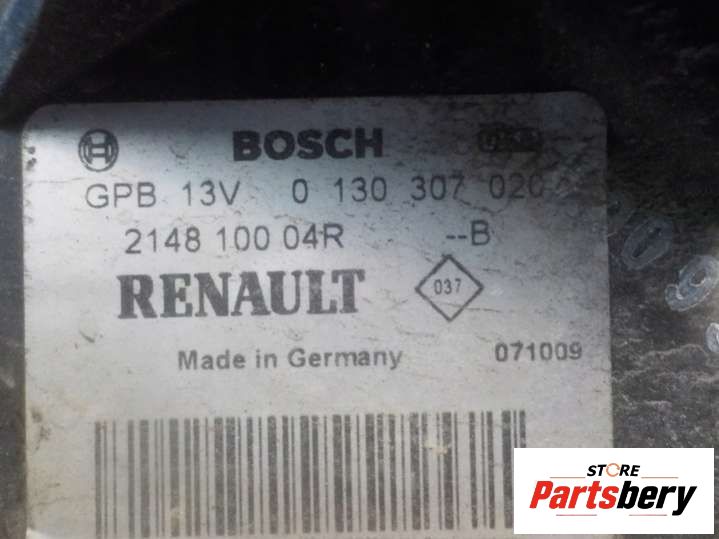 BOSCH
GPB 13V 0 130 307 020
2148 100 04R --B
RENAULT 037
Made in Germany 071009
STORE
Partsbery